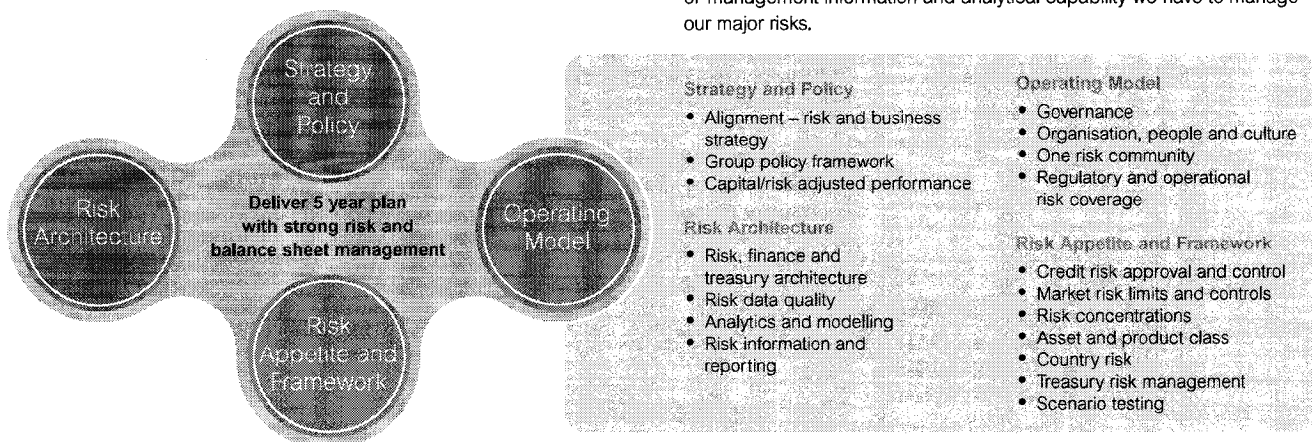 or management information and analytical capability we have to manage
our major risks.
Strategy
and
Policy
Risk
Architecture
Deliver 5 year plan
with strong risk and
balance sheet management
Operating
Model
Risk
Appetite and
Framework
Strategy and Policy
• Alignment – risk and business
strategy
• Group policy framework
• Capital/risk adjusted performance
Risk Architecture
• Risk, finance and
treasury architecture
• Risk data quality
• Analytics and modelling
• Risk information and
reporting
Operating Model
• Governance
• Organisation, people and culture
• One risk community
• Regulatory and operational
risk coverage
Risk Appetite and Framework
• Credit risk approval and control
• Market risk limits and controls
• Risk concentrations
• Asset and product class
• Country risk
• Treasury risk management
• Scenario testing